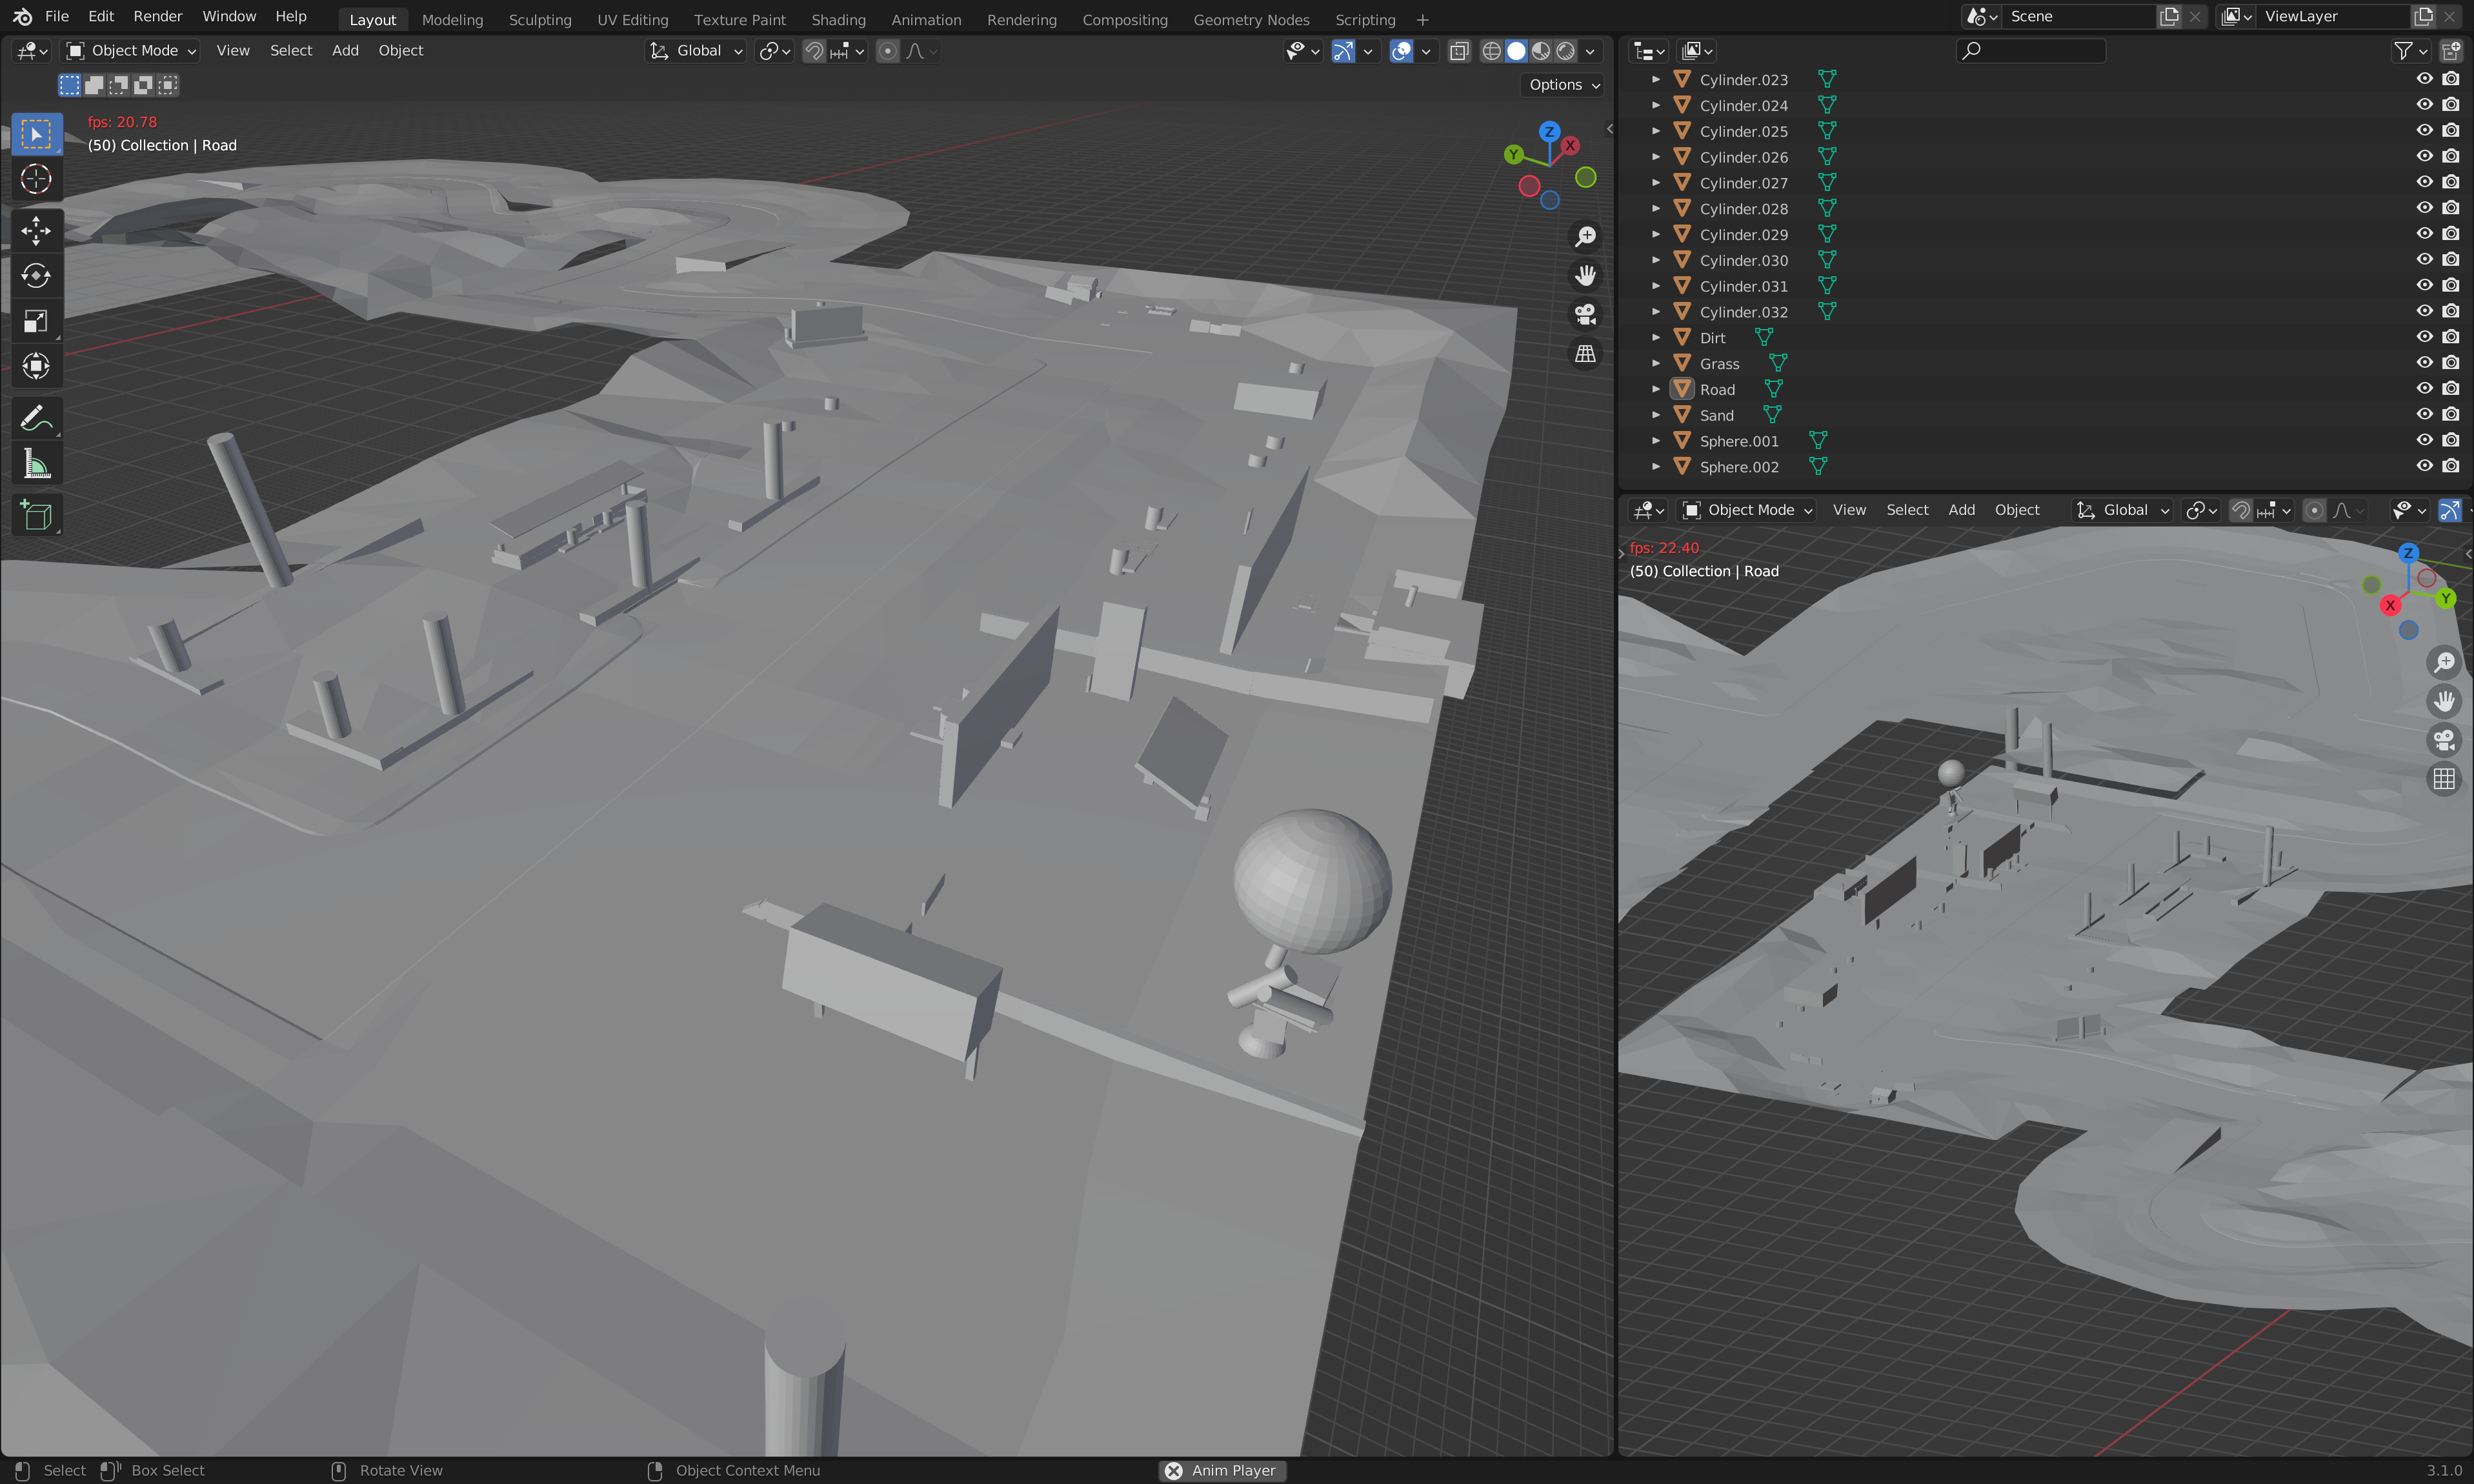 File Edit Render Window Help
Layout Modeling Sculpting UV Editing Texture Paint Shading Animation Rendering Compositing Geometry Nodes Scripting +
Scene
ViewLayer
Object Mode View Select Add Object
Global
Options
fps: 20.78
(50) Collection | Road
Z
Y
X
Cylinder.023
Cylinder.024
Cylinder.025
Cylinder.026
Cylinder.027
Cylinder.028
Cylinder.029
Cylinder.030
Cylinder.031
Cylinder.032
Dirt
Grass
Road
Sand
Sphere.001
Sphere.002
Object Mode View Select Add Object
Global
fps: 22.40
(50) Collection | Road
Z
X
Y
Select Box Select Rotate View Object Context Menu Anim Player 3.1.0